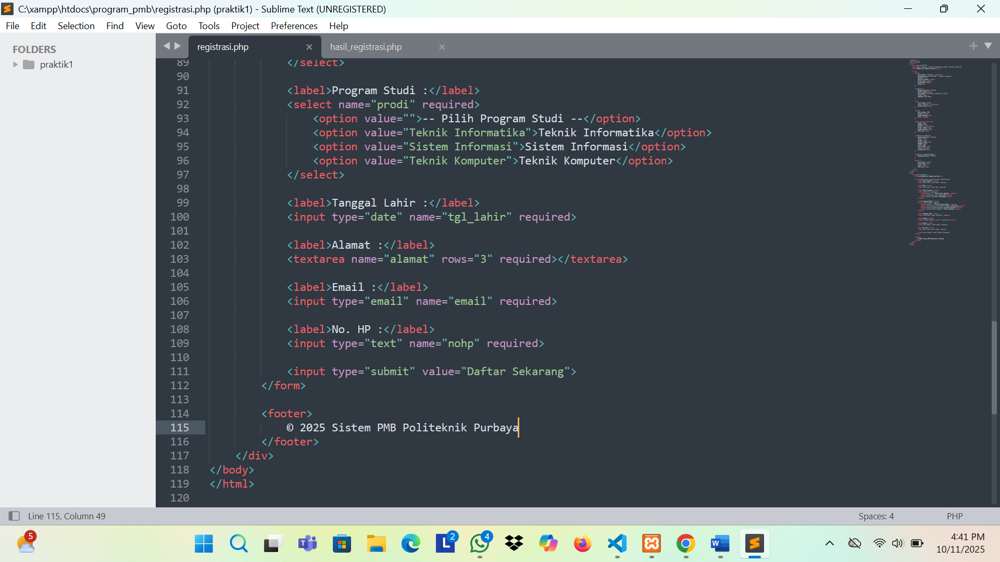 C:\xampp\htdocs\program_pmb\registrasi.php (praktik1) - Sublime Text (UNREGISTERED)
File Edit Selection Find View Goto Tools Project Preferences Help
FOLDERS
praktik1
registrasi.php
hasil_registrasi.php
89 </select>
90
91 <label>Program Studi :</label>
92 <select name="prodi" required>
93 <option value="">-- Pilih Program Studi --</option>
94 <option value="Teknik Informatika">Teknik Informatika</option>
95 <option value="Sistem Informasi">Sistem Informasi</option>
96 <option value="Teknik Komputer">Teknik Komputer</option>
97 </select>
98
99 <label>Tanggal Lahir :</label>
100 <input type="date" name="tgl_lahir" required>
101
102 <label>Alamat :</label>
103 <textarea name="alamat" rows="3" required></textarea>
104
105 <label>Email :</label>
106 <input type="email" name="email" required>
107
108 <label>No. HP :</label>
109 <input type="text" name="nohp" required>
110
111 <input type="submit" value="Daftar Sekarang">
112 </form>
113
114 <footer>
115 © 2025 Sistem PMB Politeknik Purbaya
116 </footer>
117 </div>
118 </body>
119 </html>
120
Line 115, Column 49
Spaces: 4
PHP
5
2
4
4:41 PM
10/11/2025